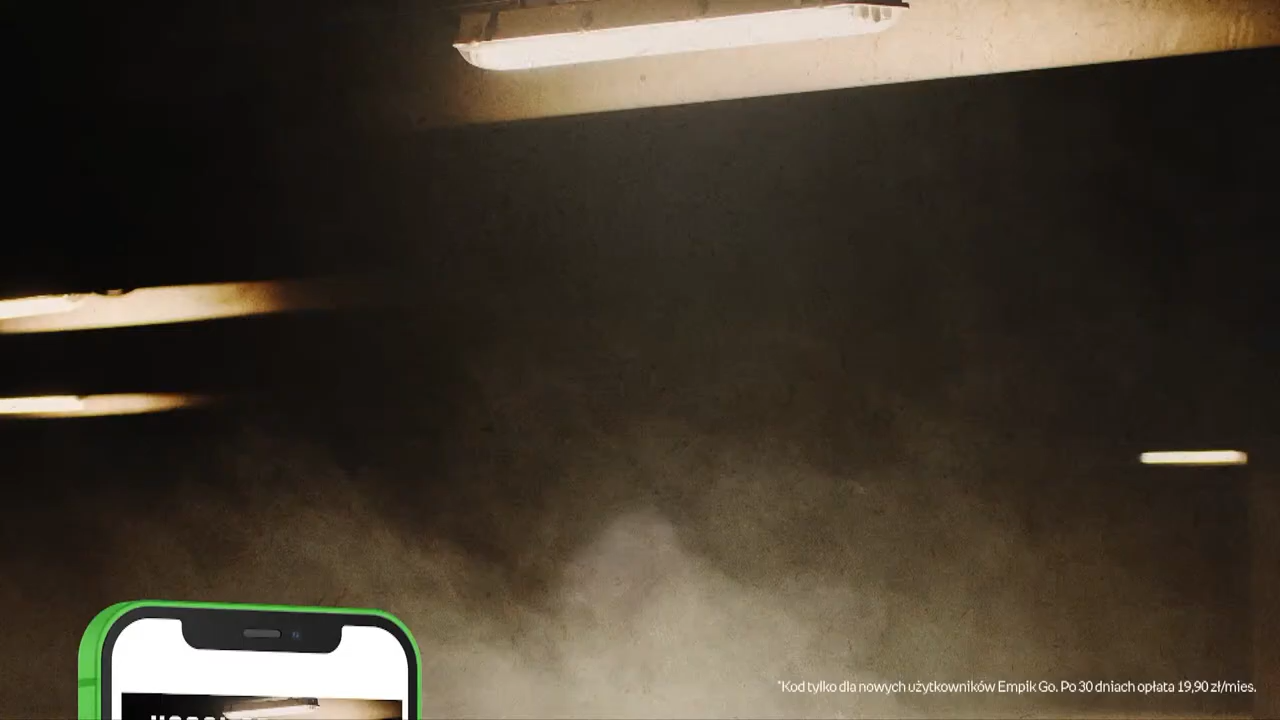 *Kod tylko dla nowych użytkowników Empik Go. Po 30 dniach opłata 19,90 zł/mies.